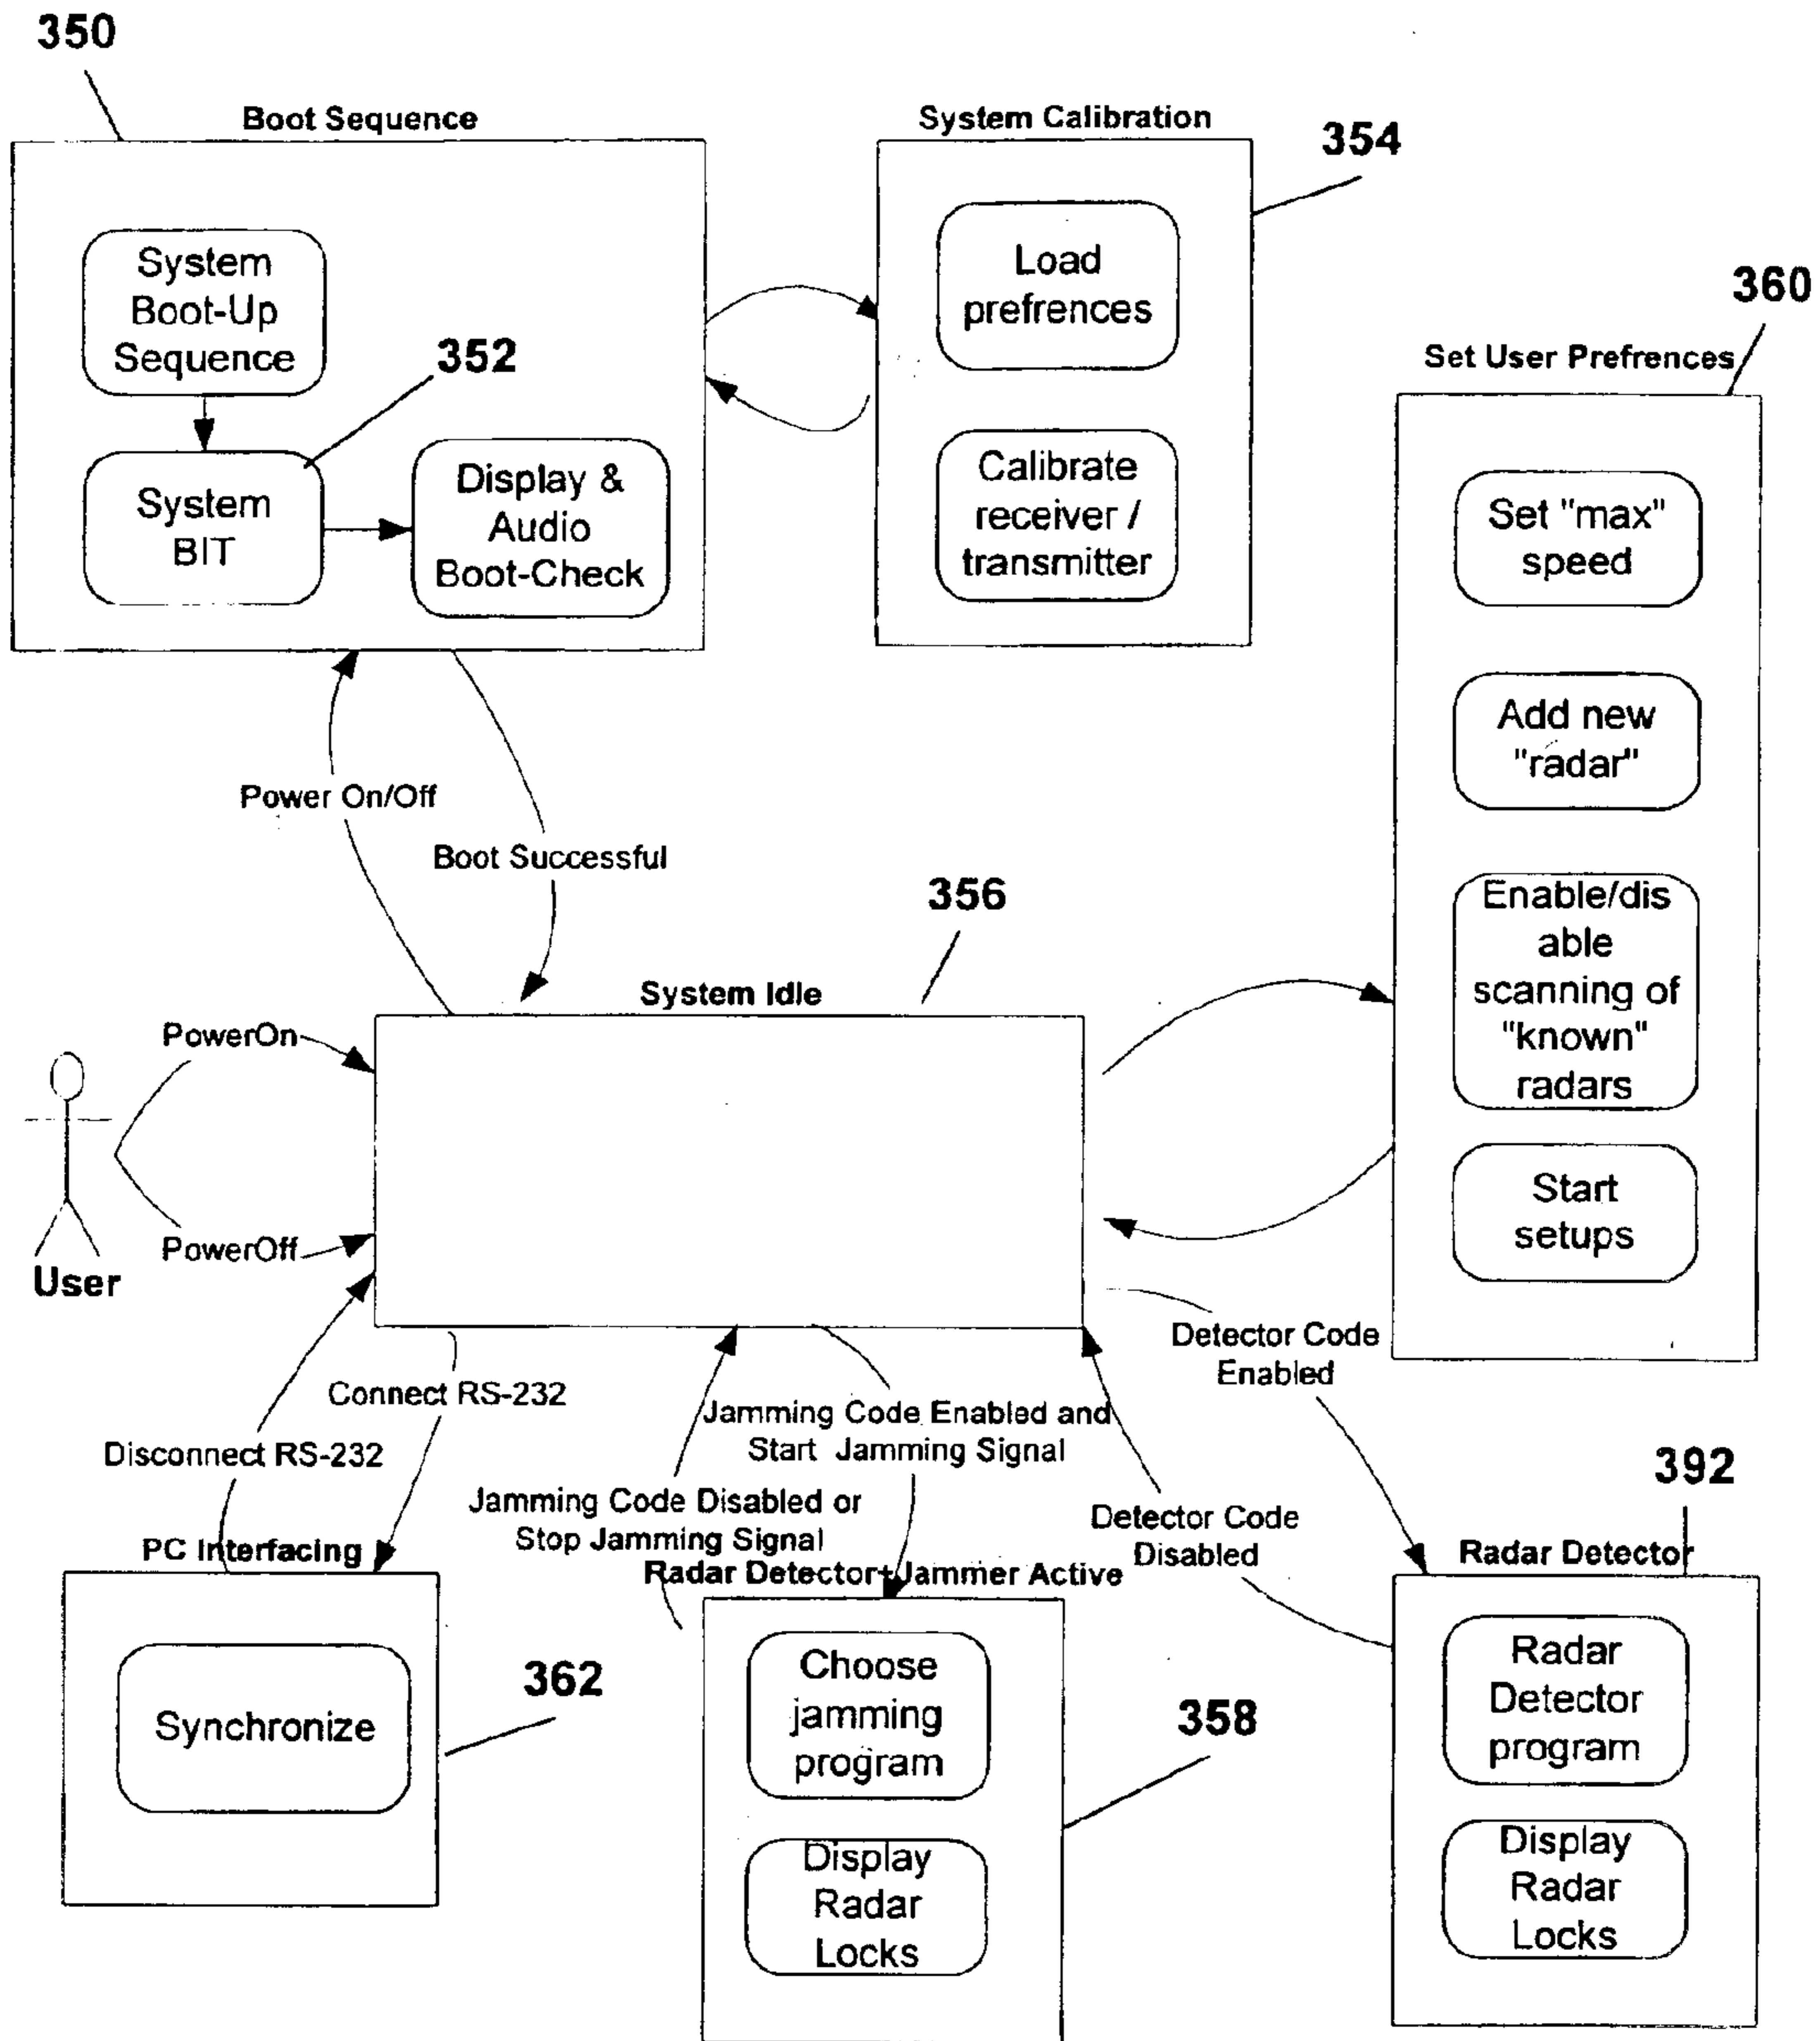 350
Boot Sequence
System Calibration
354
System
Boot-Up
Sequence
352
System
BIT
Display &
Audio
Boot-Check
Load
prefrences
Calibrate
receiver /
transmitter
360
Set User Prefrences
Set "max"
speed
Add new
"radar"
Enable/dis
able
scanning of
"known"
radars
Start
setups
Power On/Off
Boot Successful
356
System Idle
PowerOn
PowerOff
User
Connect RS-232
Disconnect RS-232
Jamming Code Enabled and
Start Jamming Signal
Jamming Code Disabled or
Stop Jamming Signal
Detector Code
Enabled
Detector Code
Disabled
392
PC Interfacing
Synchronize
362
Radar Detector+Jammer Active
Choose
jamming
program
Display
Radar
Locks
358
Radar Detector
Radar
Detector
program
Display
Radar
Locks